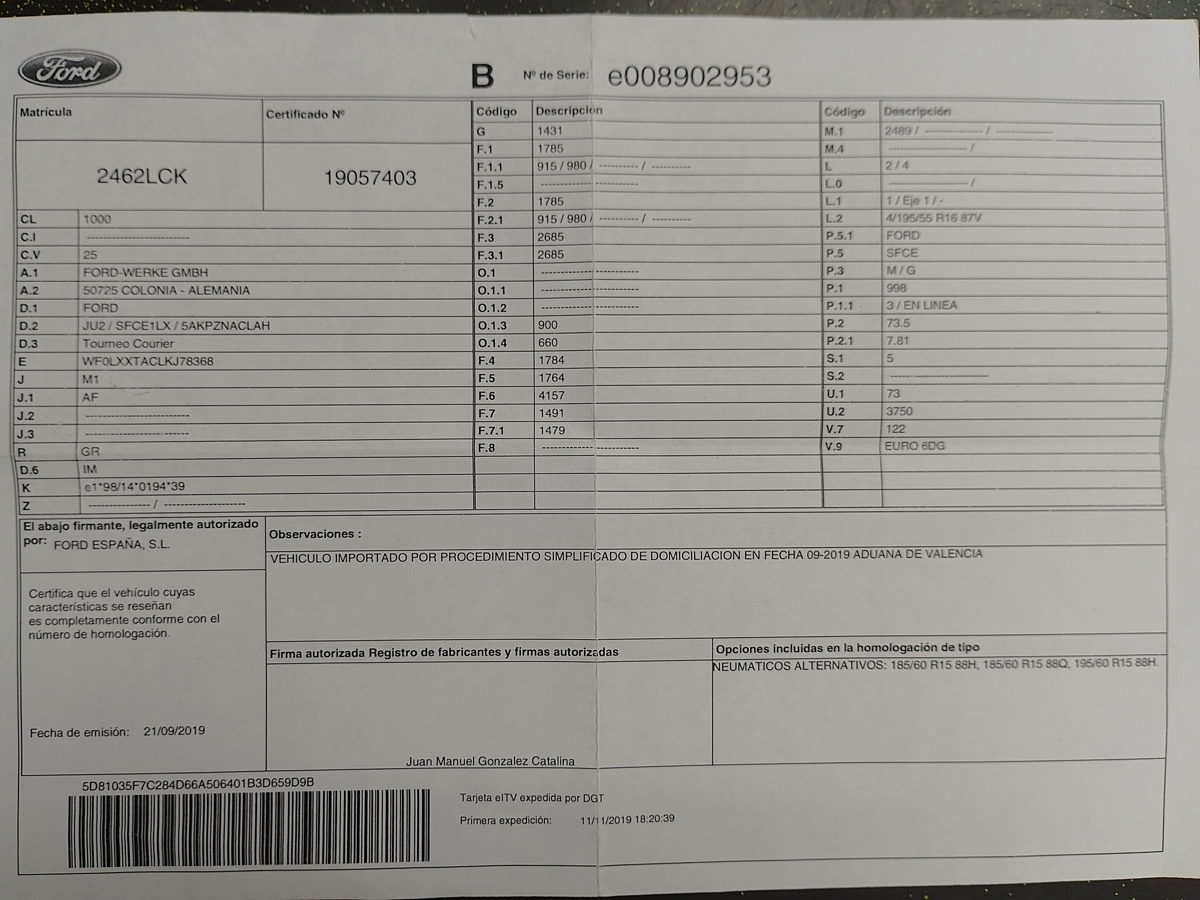 Ford
B Nº de Serie: e008902953
Matrícula
Certificado Nº
2462LCK
19057403
CL 1000
C.I --------------------
C.V 25
A.1 FORD-WERKE GMBH
A.2 50725 COLONIA - ALEMANIA
D.1 FORD
D.2 JU2 / SFCE1LX / 5AKPZNACLAH
D.3 Tourneo Courier
E WF0LXXTACLKJ78368
J M1
J.1 AF
J.2 --------------------
J.3 --------------------
R GR
D.6 IM
K e1*98/14*0194*39
Z ------------ / ----------------
Código Descripción
G 1431
F.1 1785
F.1.1 915 / 980 / ---------- / ----------
F.1.5 --------------------
F.2 1785
F.2.1 915 / 980 / ---------- / ----------
F.3 2685
F.3.1 2685
O.1 --------------------
O.1.1 --------------------
O.1.2 --------------------
O.1.3 900
O.1.4 660
F.4 1784
F.5 1764
F.6 4157
F.7 1491
F.7.1 1479
F.8 --------------------
Código Descripción
M.1 2489 / --------------- / ---------------
M.4 ---------------- /
L 2 / 4
L.0 ---------------- /
L.1 1 / Eje 1 / -
L.2 4/195/55 R16 87V
P.5.1 FORD
P.5 SFCE
P.3 M / G
P.1 998
P.1.1 3 / EN LINEA
P.2 73.5
P.2.1 7.81
S.1 5
S.2 --------------------
U.1 73
U.2 3750
V.7 122
V.9 EURO 6DG
El abajo firmante, legalmente autorizado
por: FORD ESPAÑA, S.L.
Certifica que el vehículo cuyas
características se reseñan
es completamente conforme con el
número de homologación.
Fecha de emisión: 21/09/2019
Observaciones :
VEHICULO IMPORTADO POR PROCEDIMIENTO SIMPLIFICADO DE DOMICILIACION EN FECHA 09-2019 ADUANA DE VALENCIA
Firma autorizada Registro de fabricantes y firmas autorizadas
Juan Manuel Gonzalez Catalina
Opciones incluidas en la homologación de tipo
NEUMATICOS ALTERNATIVOS: 185/60 R15 88H, 185/60 R15 88Q, 195/60 R15 88H.
5D81035F7C284D66A506401B3D659D9B
Tarjeta eITV expedida por DGT
Primera expedición: 11/11/2019 18:20:39